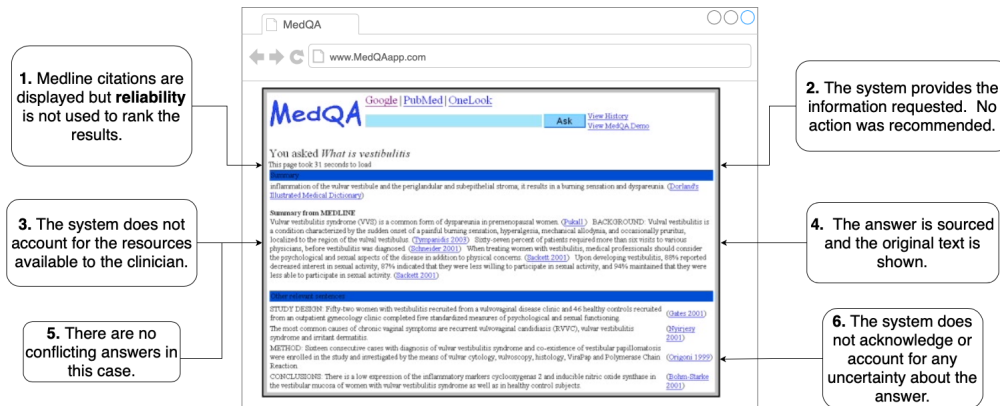 MedQA
www.MedQAapp.com
1. Medline citations are
displayed but reliability
is not used to rank the
results.
2. The system provides the
information requested. No
action was recommended.
3. The system does not
account for the resources
available to the clinician.
4. The answer is sourced
and the original text is
shown.
5. There are no
conflicting answers in
this case.
6. The system does
not acknowledge or
account for any
uncertainty about the
answer.
MedQA
Google | PubMed | OneLook
Ask
View History
View MedQA Demo
You asked What is vestibulitis
This page took 31 seconds to load
Summary
inflammation of the vulvar vestibule and the periglandular and subepithelial stroma, it results in a burning sensation and dyspareunia. (Dorland's
Illustrated Medical Dictionary)
Summary from MEDLINE
Vulvar vestibulitis syndrome (VVS) is a common form of dyspareunia in premenopausal women. (Pukall ) BACKGROUND: Vulval vestibulitis is
a condition characterized by the sudden onset of a painful burning sensation, hyperalgesia, mechanical allodynia, and occasionally pruritus,
localized to the region of the vulval vestibulus. (Tympanidis 2003) Sixty-seven percent of patients required more than six visits to various
physicians, before vestibulitis was diagnosed. (Schneider 2001) When treating women with vestibulitis, medical professionals should consider
the psychological and sexual aspects of the disease in addition to physical concerns. (Sackett 2001) Upon developing vestibulitis, 88% reported
decreased interest in sexual activity, 87% indicated that they were less willing to participate in sexual activity, and 94% maintained that they were
less able to participate in sexual activity. (Sackett 2001)
Other relevant sentences
STUDY DESIGN: Fifty-two women with vestibulitis recruited from a vulvovaginal disease clinic and 46 healthy controls recruited
from an outpatient gynecology clinic completed five standardized measures of psychological and sexual functioning.
(Gates 2001)
The most common causes of chronic vaginal symptoms are recurrent vulvovaginal candidiasis (RVVC), vulvar vestibulitis
syndrome and irritant dermatitis.
(Nyirjesy
2001)
METHOD: Sixteen consecutive cases with diagnosis of vulvar vestibulitis syndrome and co-existence of vestibular papillomatosis
were enrolled in the study and investigated by the means of vulvar cytology, vulvoscopy, histology, ViraPap and Polymerase Chain
Reaction
(Origoni 1999)
CONCLUSIONS: There is a low expression of the inflammatory markers cyclooxygenas 2 and inducible nitric oxide synthase in
the vestibular mucosa of women with vulvar vestibulitis syndrome as well as in healthy control subjects.
(Bohm-Starke
2001)